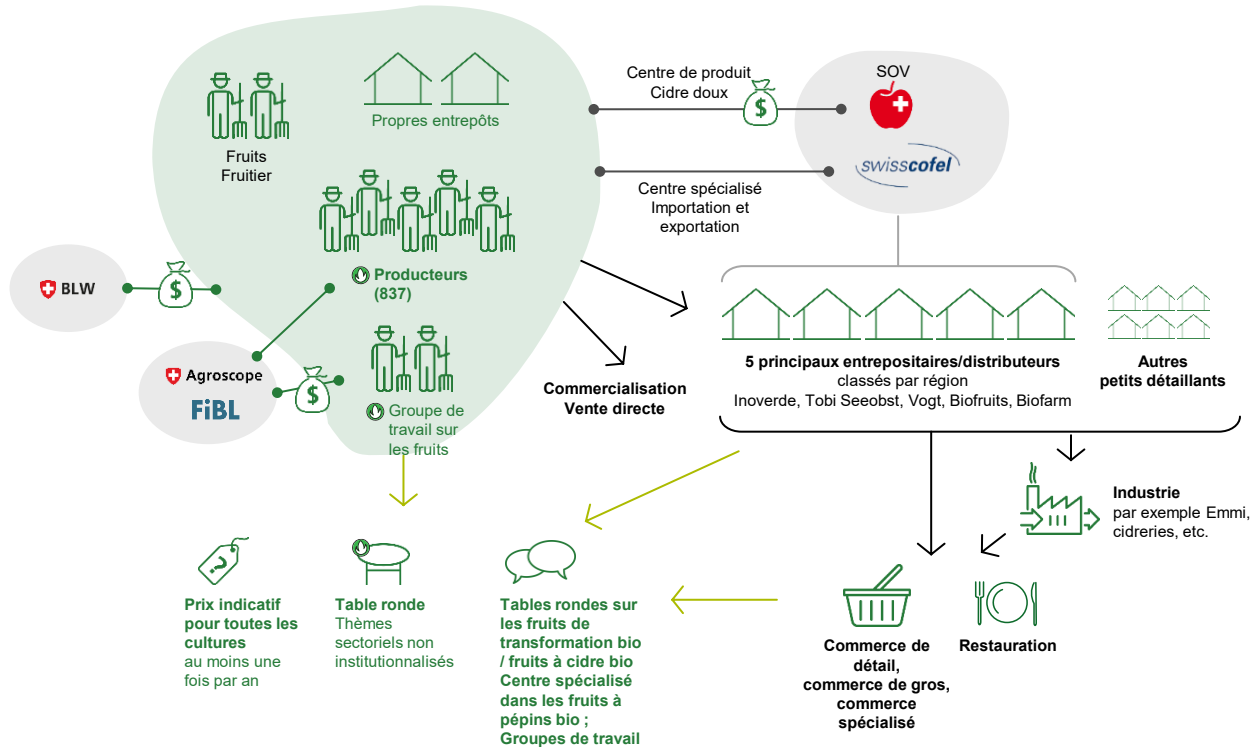 Fruits
Fruitier
Propres entrepôts
Producteurs
(837)
Groupe de
travail sur
les fruits
BLW
$
Agroscope
FiBL
$
Centre de produit
Cidre doux
$
Centre spécialisé
Importation et
exportation
SOV
swisscofel
Commercialisation
Vente directe
5 principaux entrepositaires/distributeurs
classés par région
Inoverde, Tobi Seeobst, Vogt, Biofruits, Biofarm
Autres
petits détaillants
Industrie
par exemple Emmi,
cidreries, etc.
?
Prix indicatif
pour toutes les
cultures
au moins une
fois par an
Table ronde
Thèmes
sectoriels non
institutionnalisés
Tables rondes sur
les fruits de
transformation bio
/ fruits à cidre bio
Centre spécialisé
dans les fruits à
pépins bio ;
Groupes de travail
Commerce de
détail,
commerce de gros,
commerce
spécialisé
Restauration